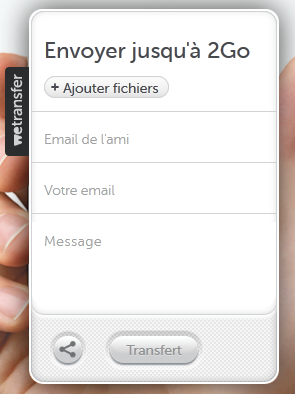 Envoyer jusqu'à 2Go
+ Ajouter fichiers
wetransfer
Email de l'ami
Votre email
Message
Transfert